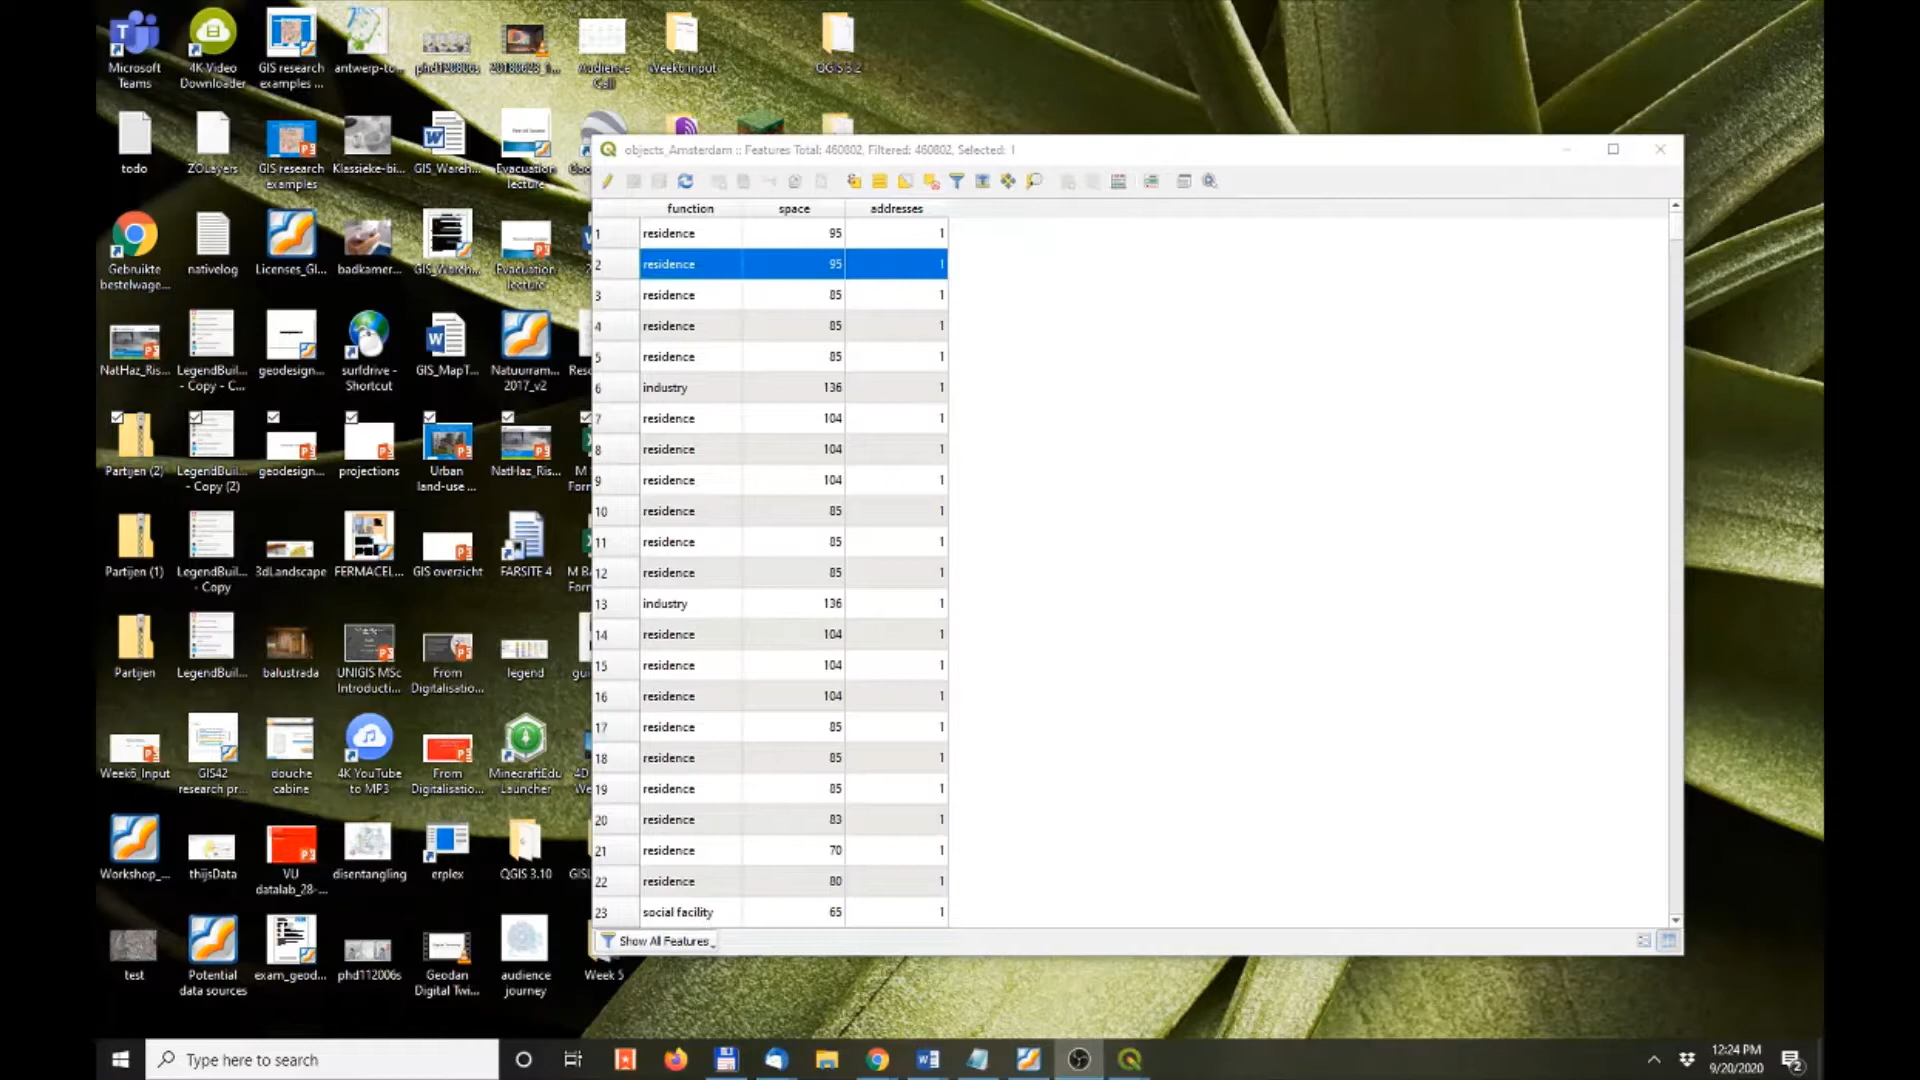 Microsoft
Teams
4K Video
Downloader
GIS research
examples ...
antwerp-to...
phd120806s
20180623_1...
Audience
Call
Week6 input
QGIS 3.2
todo
ZOLayers
GIS research
examples
Klassieke-bi...
GIS_Wareh...
Evacuation
lecture
Gebruikte
bestelwage...
nativelog
Licenses_GI...
badkamer...
GIS_Wareh...
Evacuation
lecture
NatHaz_Ris...
LegendBuil...
- Copy - C...
geodesign...
surfdrive -
Shortcut
GIS_MapT...
Natuurram...
2017_v2
Partijen (2)
LegendBuil...
- Copy (2)
geodesign...
projections
Urban
land-use ...
NatHaz_Ris...
Partijen (1)
LegendBuil...
- Copy
3dLandscape
FERMACEL...
GIS overzicht
FARSITE 4
Partijen
LegendBuil...
balustrada
UNIGIS MSc
Introducti...
From
Digitalisatio...
legend
Week6_Input
GIS42
research pr...
douche
cabine
4K YouTube
to MP3
From
Digitalisatio...
MinecraftEdu
Launcher
Workshop_...
thijsData
VU
datalab_28-...
disentangling
erplex
QGIS 3.10
test
Potential
data sources
exam_geod...
phd112006s
Geodan
Digital Twi...
audience
journey
Week 5
objects_Amsterdam :: Features Total: 460802, Filtered: 460802, Selected: 1
function space addresses
1 residence 95 1
2 residence 95 1
3 residence 85 1
4 residence 85 1
5 residence 85 1
6 industry 136 1
7 residence 104 1
8 residence 104 1
9 residence 104 1
10 residence 85 1
11 residence 85 1
12 residence 85 1
13 industry 136 1
14 residence 104 1
15 residence 104 1
16 residence 104 1
17 residence 85 1
18 residence 85 1
19 residence 85 1
20 residence 83 1
21 residence 70 1
22 residence 80 1
23 social facility 65 1
Show All Features
Type here to search
12:24 PM
9/20/2020
2